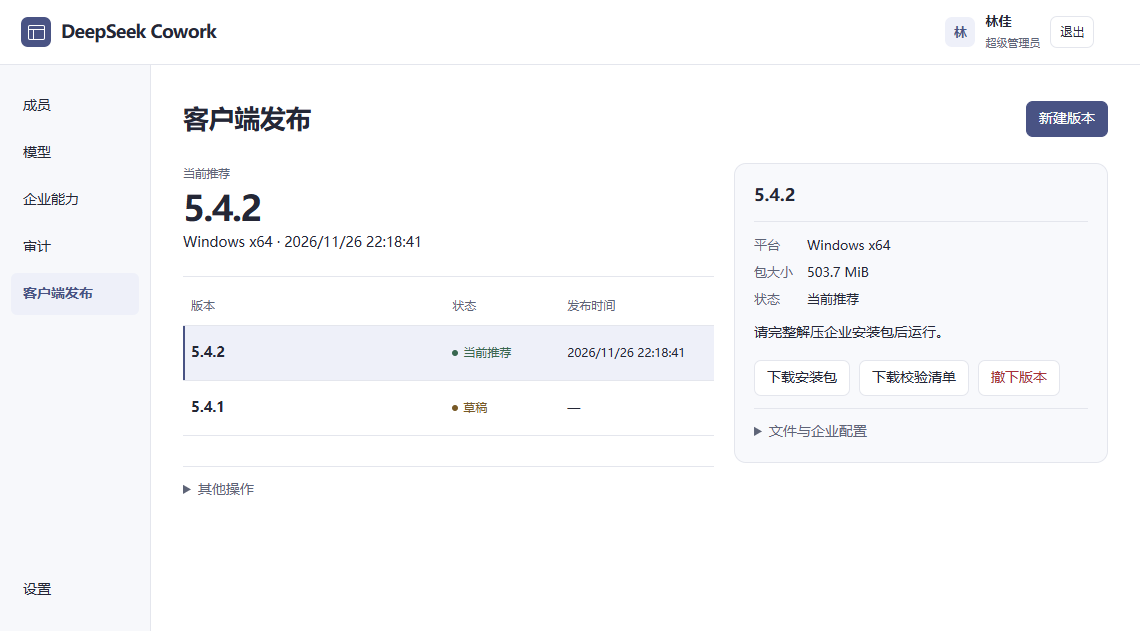 DeepSeek Cowork
林
林佳
超级管理员
退出
成员
模型
企业能力
审计
客户端发布
设置
客户端发布
新建版本
当前推荐
5.4.2
Windows x64 · 2026/11/26 22:18:41
版本 状态 发布时间
5.4.2 当前推荐 2026/11/26 22:18:41
5.4.1 草稿 —
其他操作
5.4.2
平台 Windows x64
包大小 503.7 MiB
状态 当前推荐
请完整解压企业安装包后运行。
下载安装包 下载校验清单 撤下版本
文件与企业配置